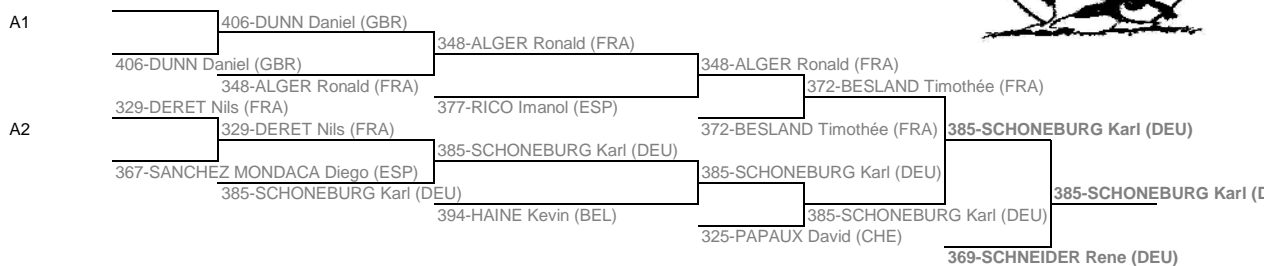 A1
406-DUNN Daniel (GBR)
348-ALGER Ronald (FRA)
406-DUNN Daniel (GBR)
348-ALGER Ronald (FRA)
348-ALGER Ronald (FRA)
372-BESLAND Timothée (FRA)
329-DERET Nils (FRA)
377-RICO Imanol (ESP)
A2
329-DERET Nils (FRA)
372-BESLAND Timothée (FRA)
385-SCHONEBURG Karl (DEU)
385-SCHONEBURG Karl (DEU)
367-SANCHEZ MONDACA Diego (ESP)
385-SCHONEBURG Karl (DEU)
385-SCHONEBURG Karl (DEU)
385-SCHONEBURG Karl (D
394-HAINE Kevin (BEL)
385-SCHONEBURG Karl (DEU)
325-PAPAUX David (CHE)
369-SCHNEIDER Rene (DEU)